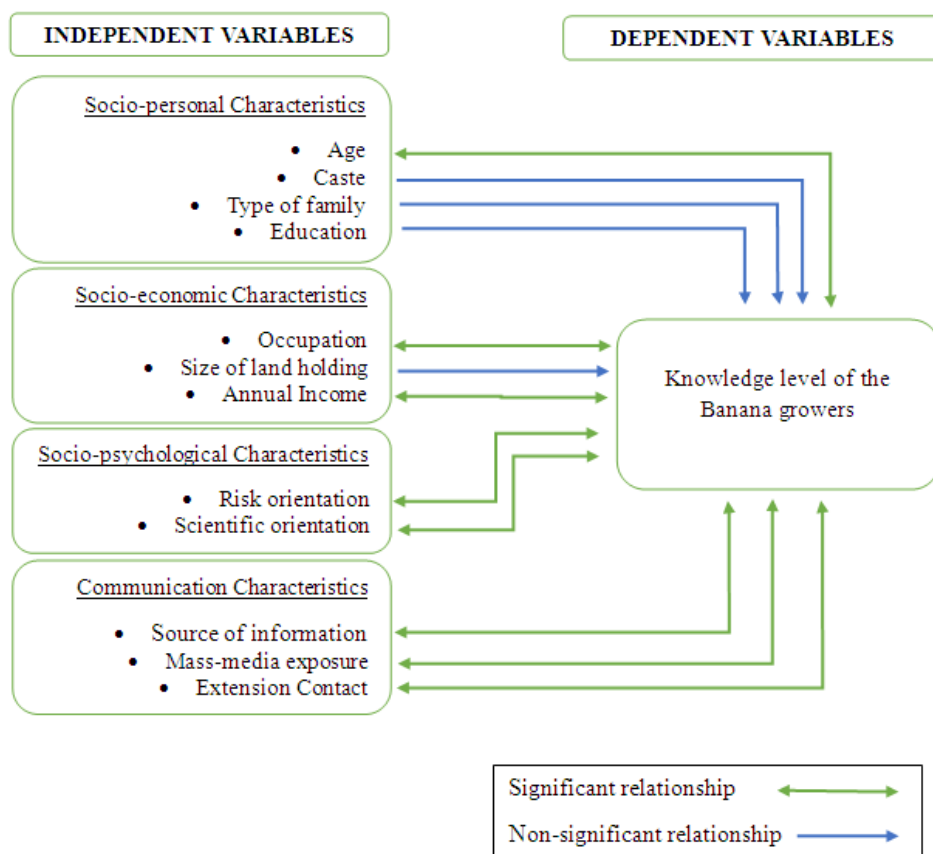 INDEPENDENT VARIABLES
DEPENDENT VARIABLES
Socio-personal Characteristics
• Age
• Caste
• Type of family
• Education
Socio-economic Characteristics
• Occupation
• Size of land holding
• Annual Income
Knowledge level of the
Banana growers
Socio-psychological Characteristics
• Risk orientation
• Scientific orientation
Communication Characteristics
• Source of information
• Mass-media exposure
• Extension Contact
Significant relationship
Non-significant relationship